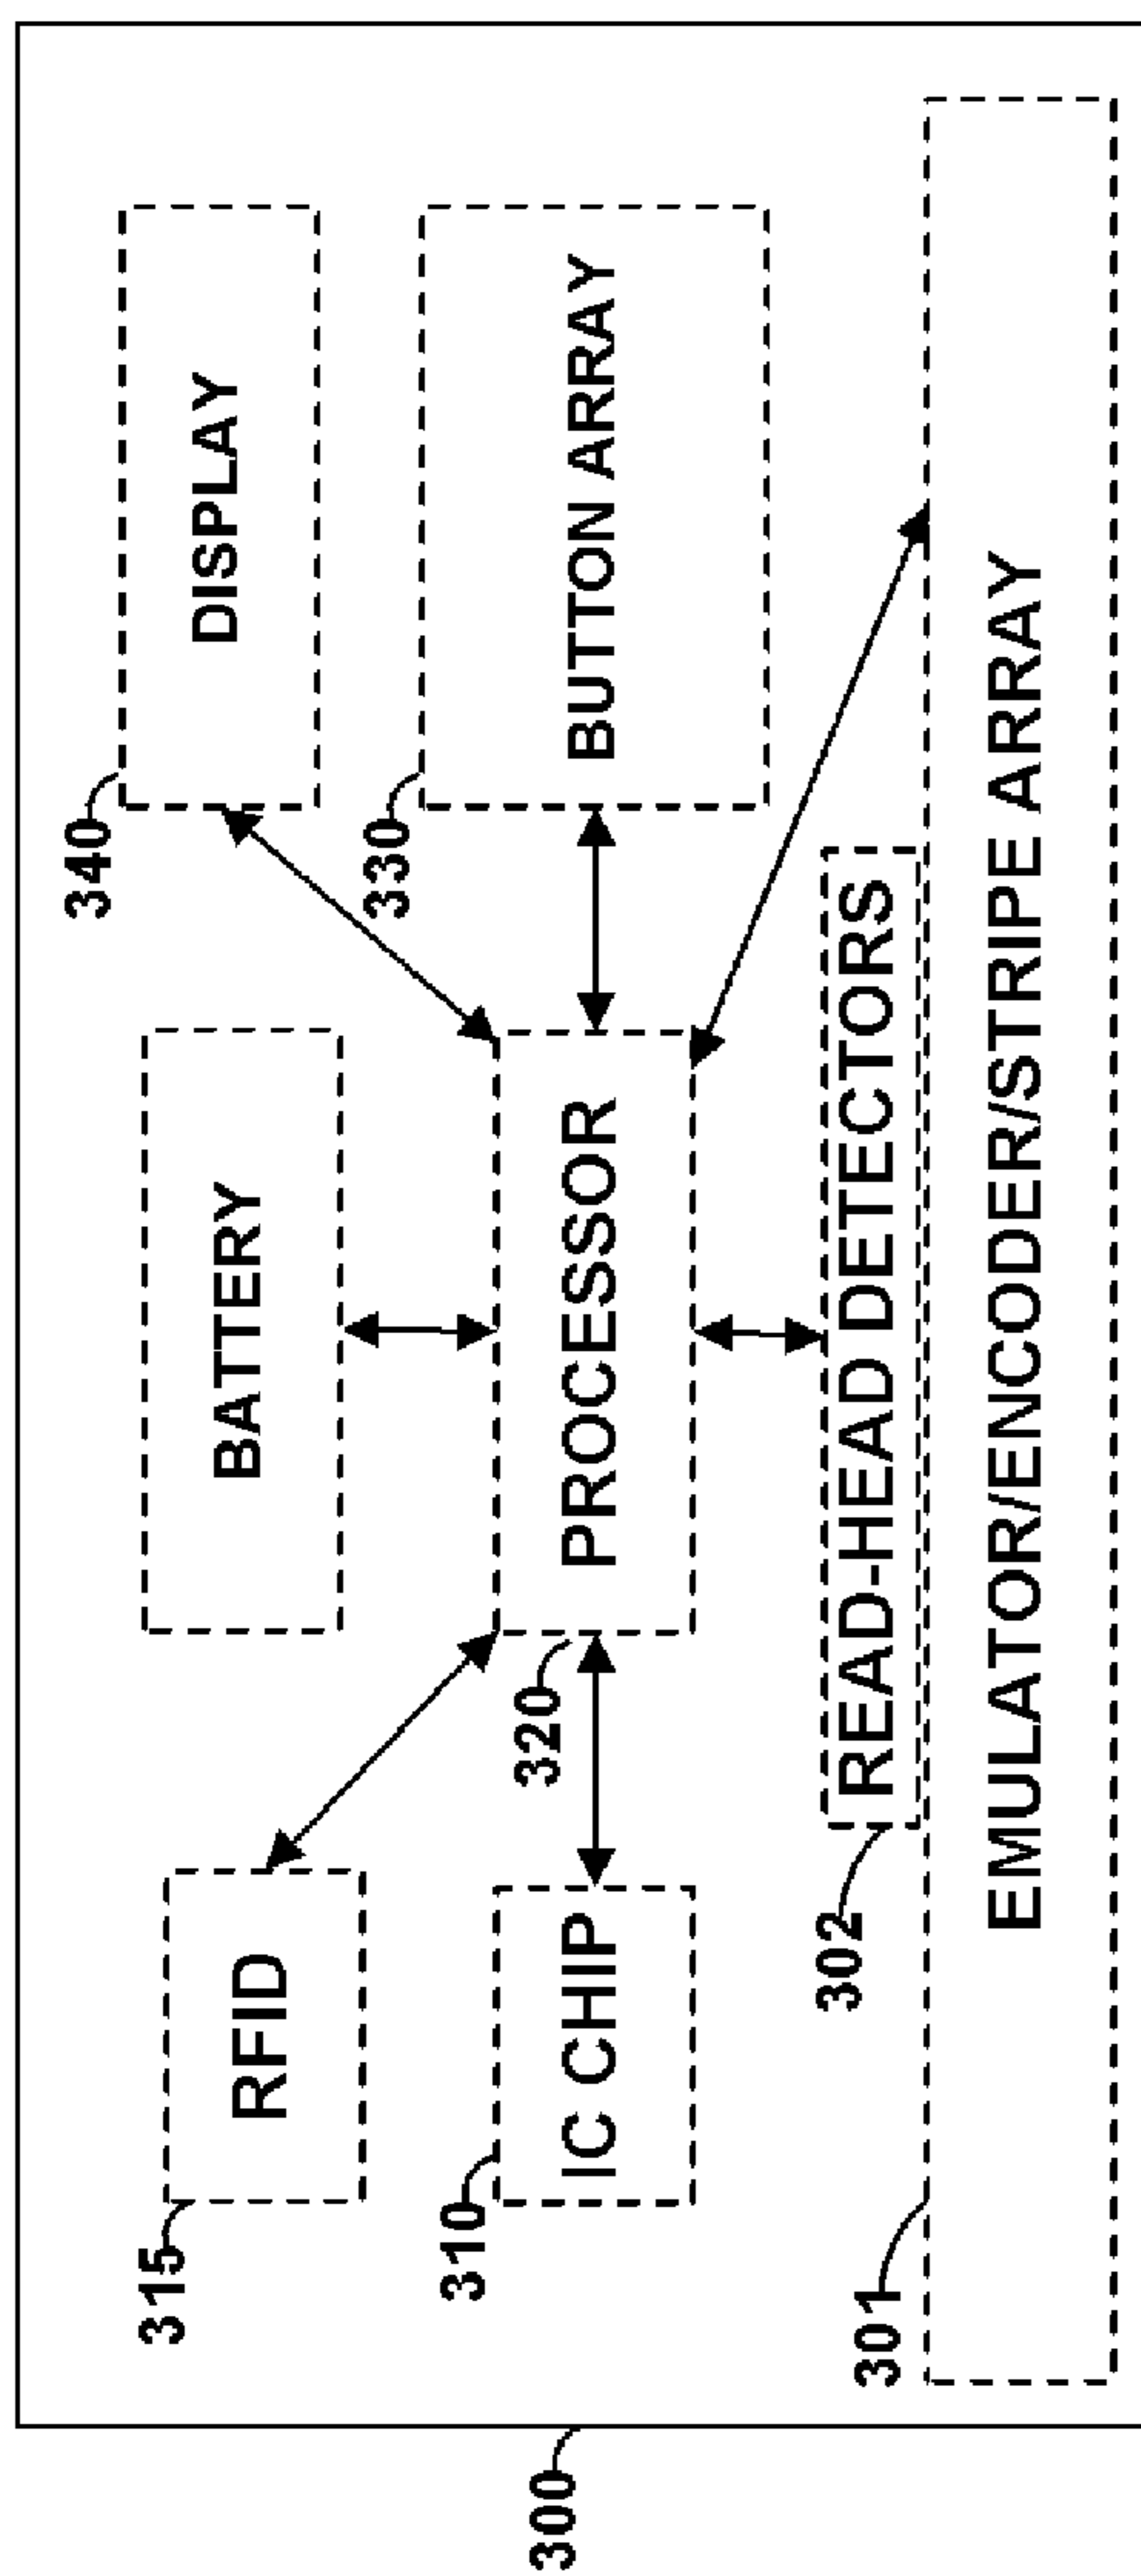 300
315
RFID
BATTERY
340
DISPLAY
310
IC CHIP
320
PROCESSOR
330
BUTTON ARRAY
302
READ-HEAD DETECTORS
301
EMULATOR/ENCODER/STRIPE ARRAY